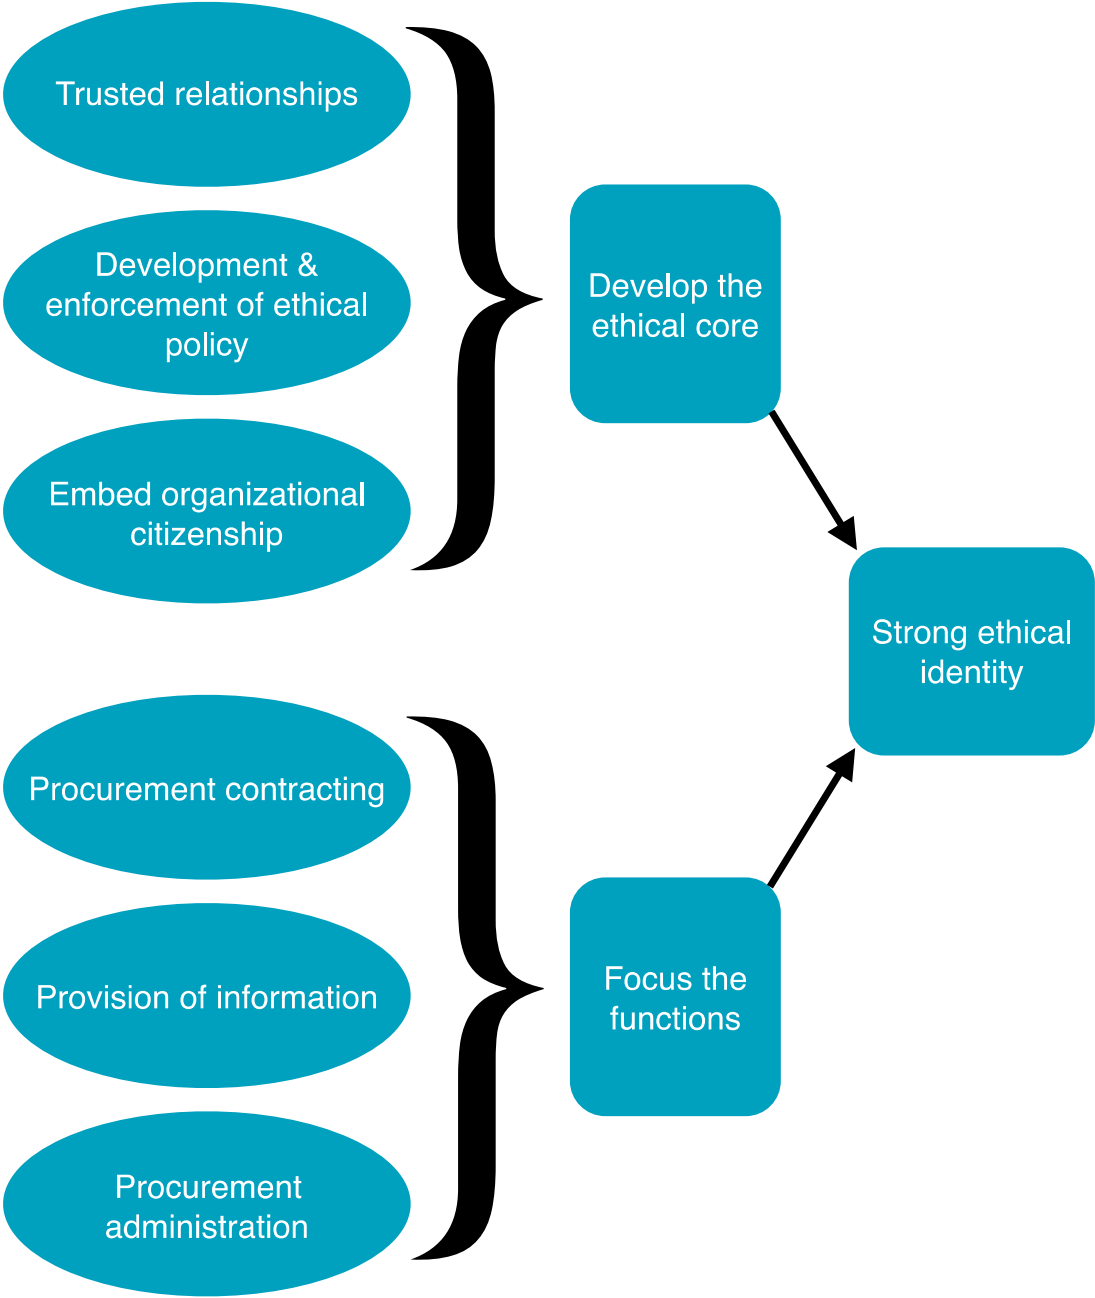 Trusted relationships
Development &
enforcement of ethical
policy
Embed organizational
citizenship
Develop the
ethical core
Strong ethical
identity
Procurement contracting
Provision of information
Procurement
administration
Focus the
functions